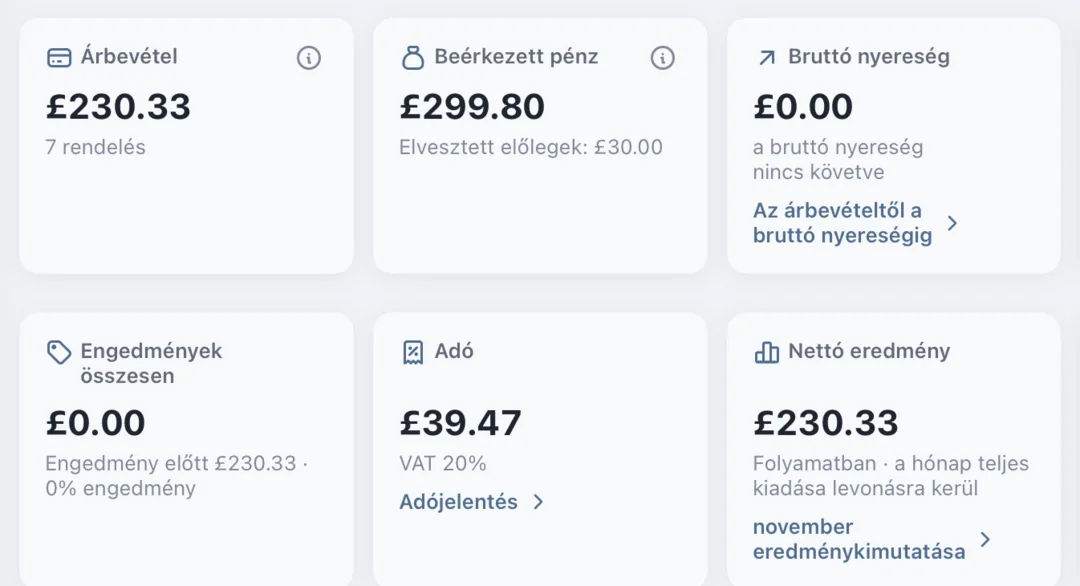 Árbevétel
£230.33
7 rendelés
Beérkezett pénz
£299.80
Elvesztett előlegek: £30.00
Bruttó nyereség
£0.00
a bruttó nyereség
nincs követve
Az árbevételtől a
bruttó nyereségig
Engedmények
összesen
£0.00
Engedmény előtt £230.33 ·
0% engedmény
Adó
£39.47
VAT 20%
Adójelentés
Nettó eredmény
£230.33
Folyamatban · a hónap teljes
kiadása levonásra kerül
november
eredménykimutatása